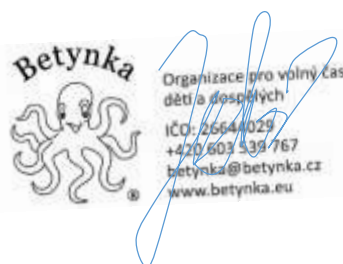 Betynka
®
Organizace pro volný čas
dětí a dospělých
IČO: 26644029
+420 603 539 767
betynka@betynka.cz
www.betynka.eu